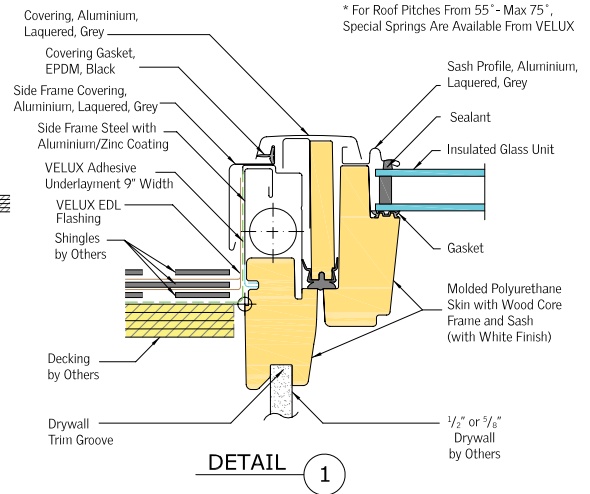 * For Roof Pitches From 55°- Max 75°,
Special Springs Are Available From VELUX
Covering, Aluminum,
Laquered, Grey
Covering Gasket,
EPDM, Black
Side Frame Covering,
Aluminum, Laquered, Grey
Side Frame Steel with
Aluminum/Zinc Coating
VELUX Adhesive
Underlayment 9" Width
VELUX EDL
Flashing
Shingles
by Others
Decking
by Others
Drywall
Trim Groove
Sash Profile, Aluminum,
Laquered, Grey
Sealant
Insulated Glass Unit
Gasket
Molded Polyurethane
Skin with Wood Core
Frame and Sash
(with White Finish)
1/2" or 5/8"
Drywall
by Others
DETAIL 1